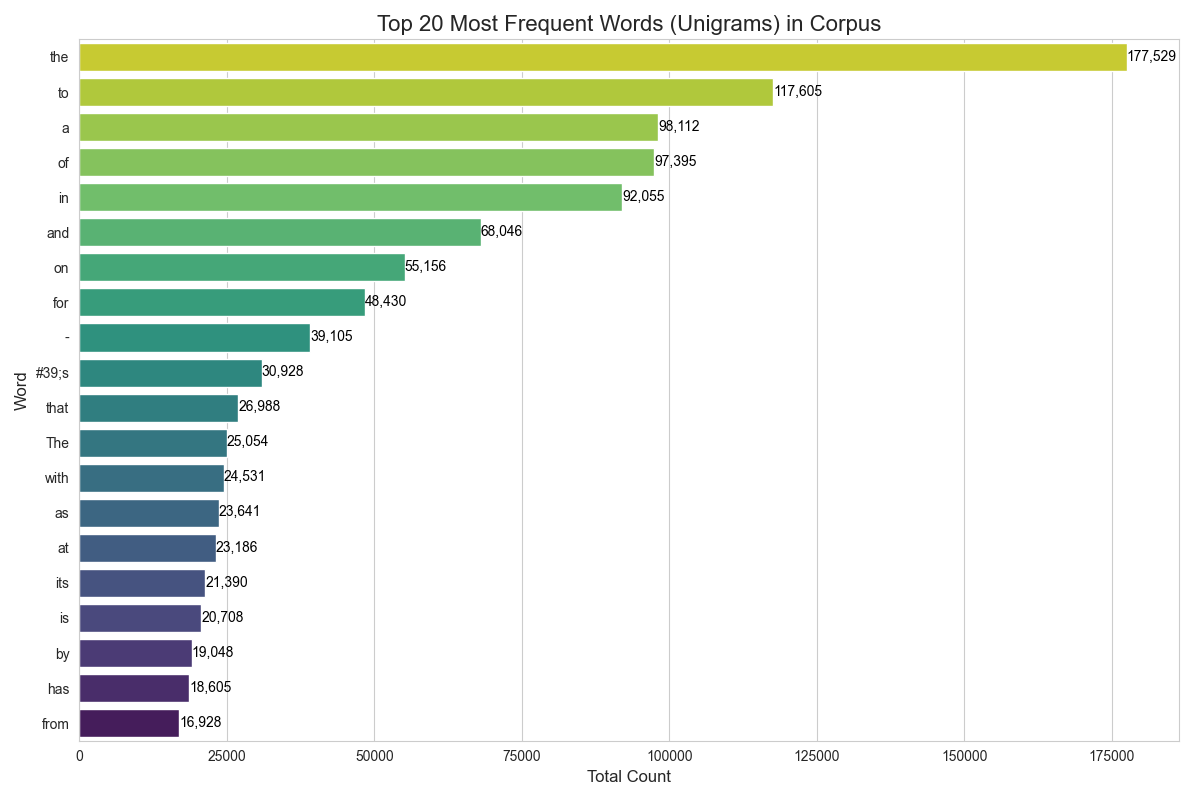 Top 20 Most Frequent Words (Unigrams) in Corpus
the 177,529
to 117,605
a 98,112
of 97,395
in 92,055
and 68,046
on 55,156
for 48,430
- 39,105
#39;s 30,928
that 26,988
The 25,054
with 24,531
as 23,641
at 23,186
its 21,390
is 20,708
by 19,048
has 18,605
from 16,928
Word
0 25000 50000 75000 100000 125000 150000 175000
Total Count